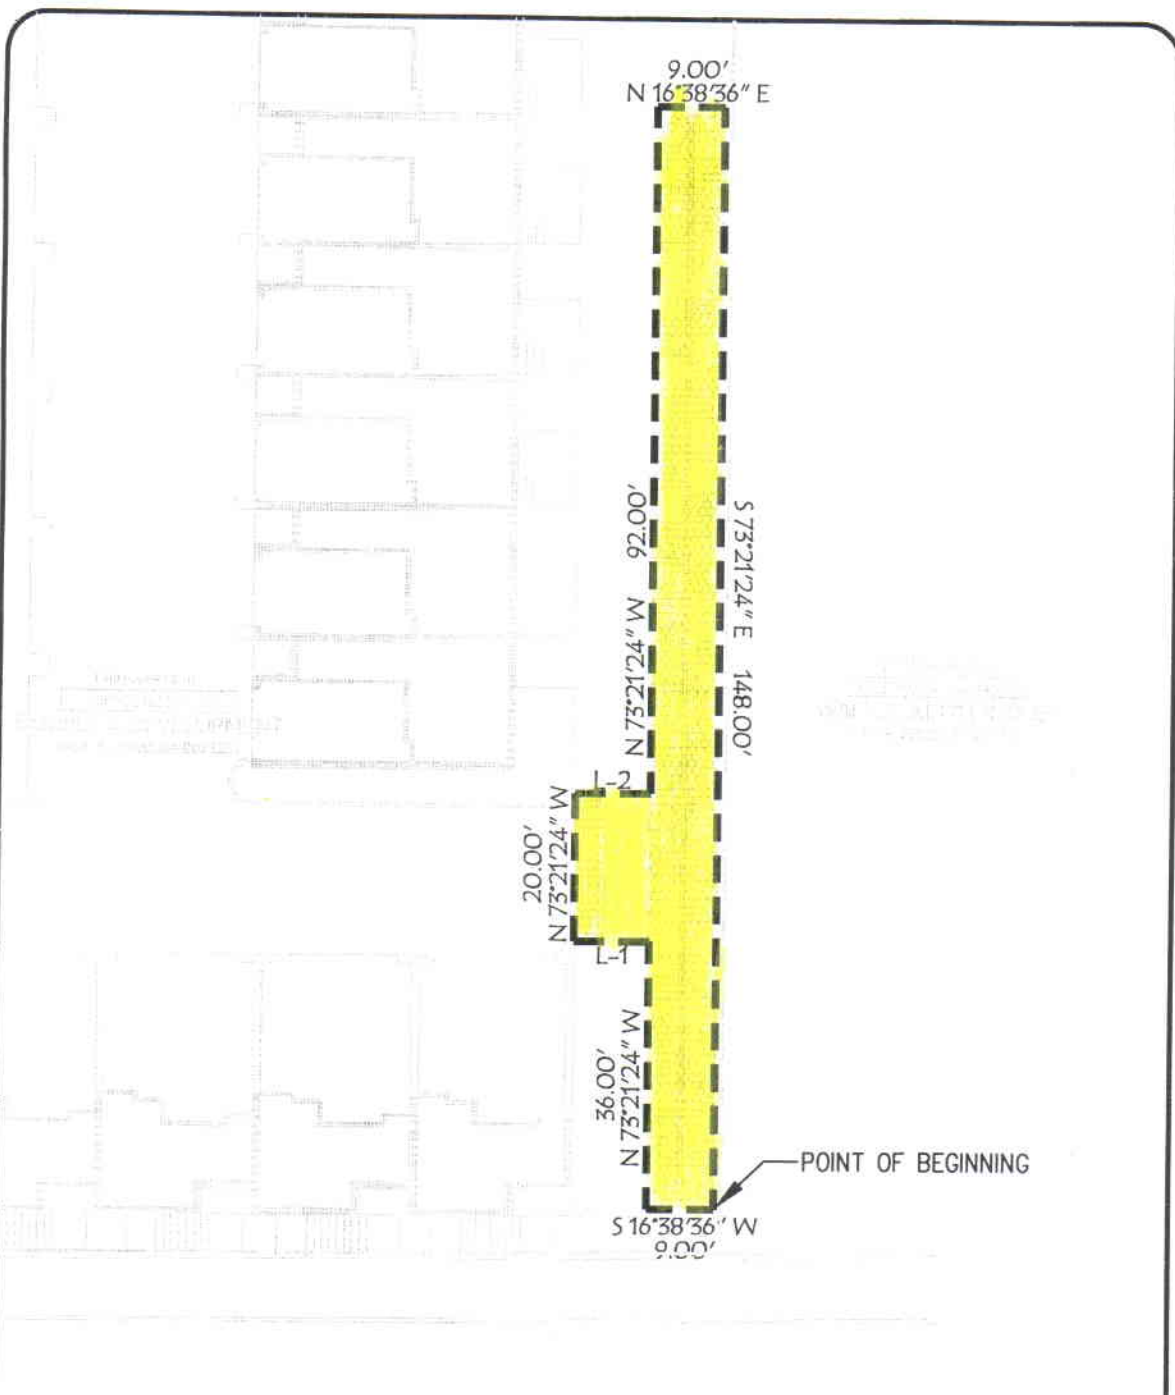 9.00'
N 16°38'36" E
S 73°21'24" E 148.00'
92.00'
N 73°21'24" W
L-2
20.00'
N 73°21'24" W
L-1
36.00'
N 73°21'24" W
POINT OF BEGINNING
S 16°38'36" W
9.00'